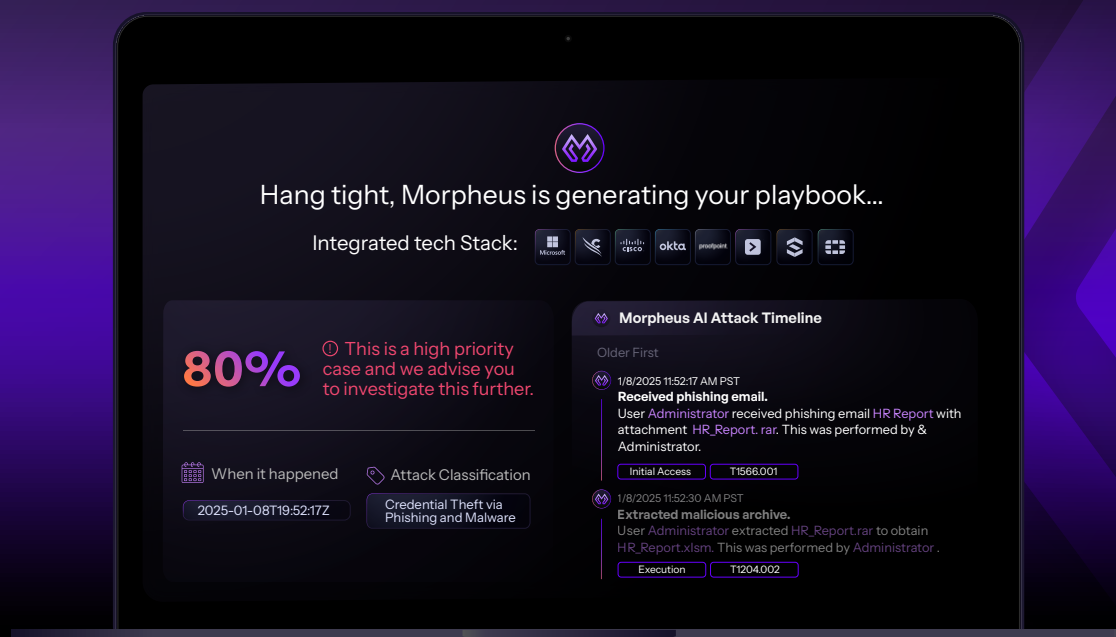 Hang tight, Morpheus is generating your playbook...
Integrated tech Stack:
Microsoft
CISCO
okta
proofpoint
80%
This is a high priority
case and we advise you
to investigate this further.
When it happened
2025-01-08T19:52:17Z
Attack Classification
Credential Theft via
Phishing and Malware
Morpheus AI Attack Timeline
Older First
1/8/2025 11:52:17 AM PST
Received phishing email.
User Administrator received phishing email HR Report with
attachment HR_Report. rar. This was performed by &
Administrator.
Initial Access
T1566.001
1/8/2025 11:52:30 AM PST
Extracted malicious archive.
User Administrator extracted HR_Report.rar to obtain
HR_Report.xlsm. This was performed by Administrator .
Execution
T1204.002